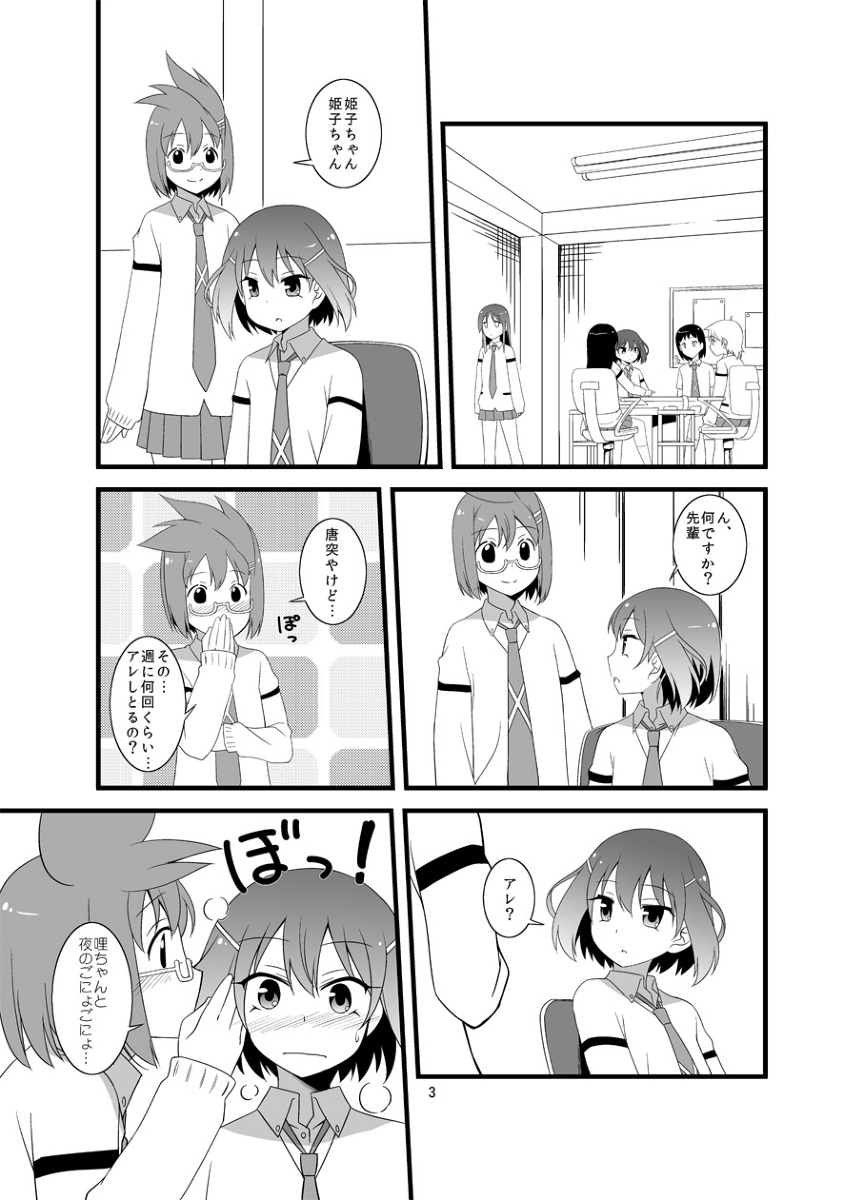 姫子ちゃん
姫子ちゃん
ん、
何ですか?
先輩
唐突やけど…
ぽっ
その…
週に何回くらい…
アレしとるの?
アレ?
ぼっ!
哩ちゃんと
夜のごにょごにょ…
3